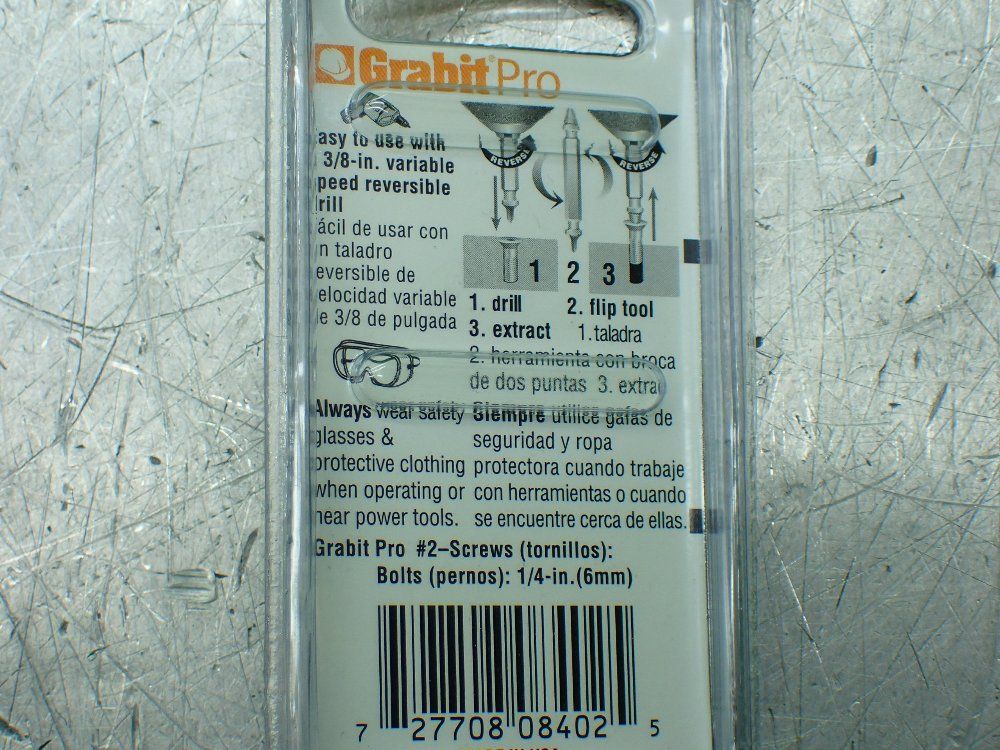 Grabit Pro
REVERSE
REVERSE
asy to use with
3/8-in. variable
peed reversible
rill
ácil de usar con
n taladro
eversible de
elocidad variable
e 3/8 de pulgada
1 2 3
1. drill 2. flip tool
3. extract 1. taladra
2. herramienta con broca
de dos puntas 3. extra
Always wear safety
glasses &
protective clothing
when operating or
near power tools.
Siempre utilice gafas de
seguridad y ropa
protectora cuando trabaje
con herramientas o cuando
se encuentre cerca de ellas.
Grabit Pro #2–Screws (tornillos):
Bolts (pernos): 1/4-in.(6mm)
7 27708 08402 5